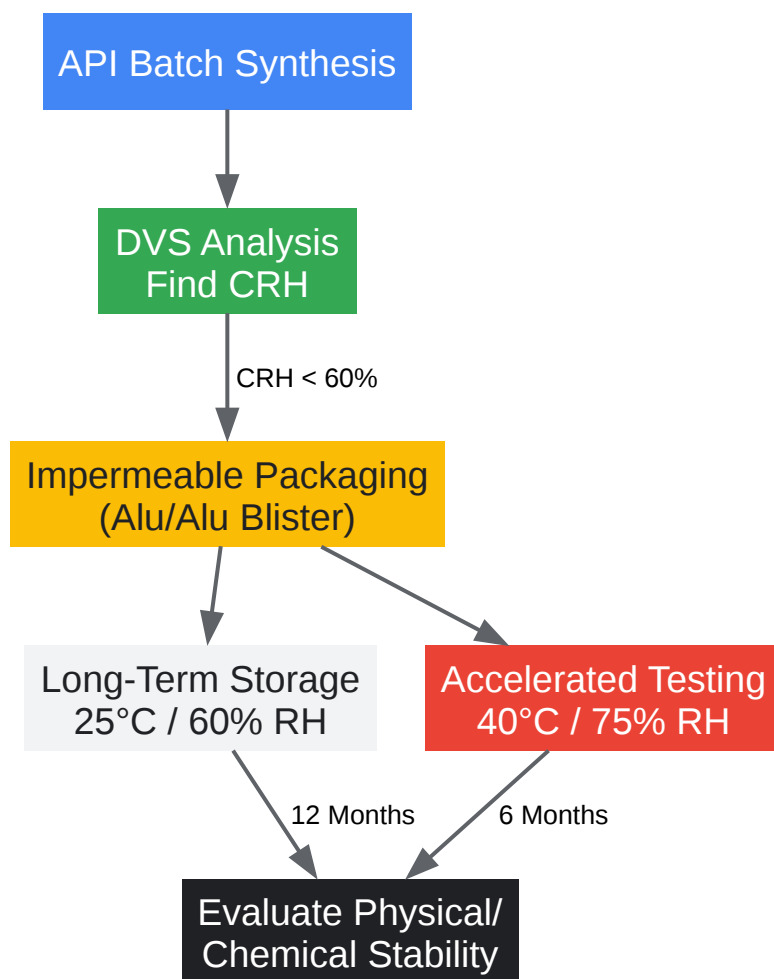 API Batch Synthesis
DVS Analysis
Find CRH
CRH < 60%
Impermeable Packaging
(Alu/Alu Blister)
Long-Term Storage
25°C / 60% RH
Accelerated Testing
40°C / 75% RH
12 Months
6 Months
Evaluate Physical/
Chemical Stability